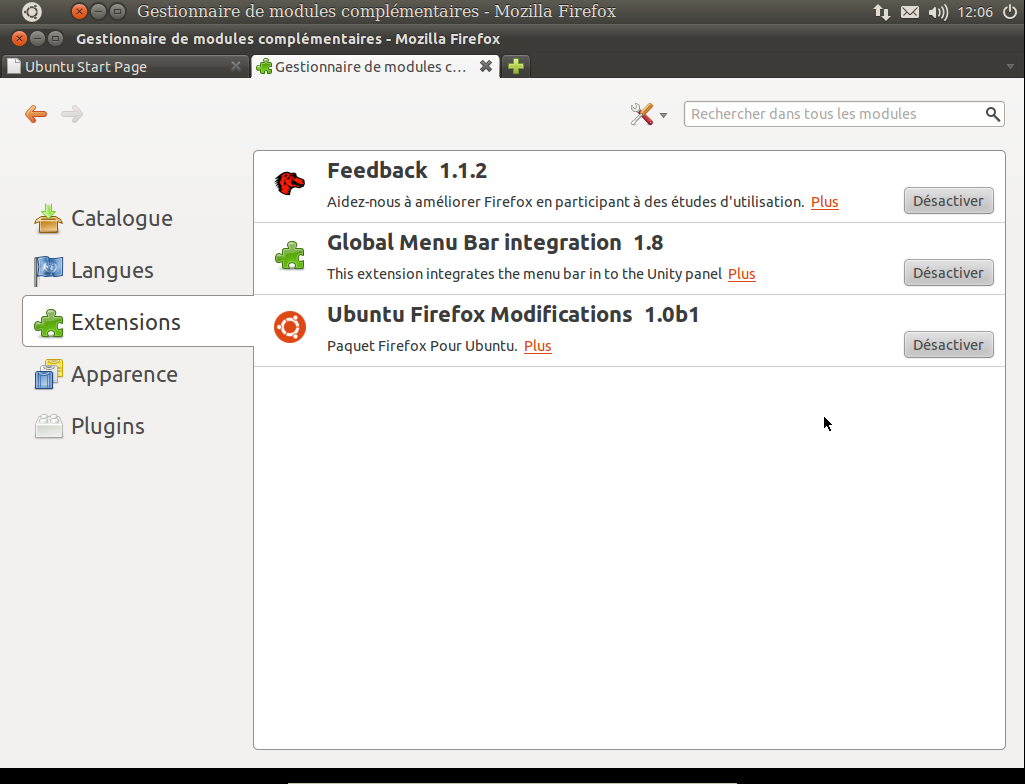 Gestionnaire de modules complémentaires - Mozilla Firefox
12:06
Gestionnaire de modules complémentaires - Mozilla Firefox
Ubuntu Start Page
Gestionnaire de modules c...
Rechercher dans tous les modules
Catalogue
Langues
Extensions
Apparence
Plugins
Feedback 1.1.2
Aidez-nous à améliorer Firefox en participant à des études d'utilisation. Plus
Désactiver
Global Menu Bar integration 1.8
This extension integrates the menu bar in to the Unity panel Plus
Désactiver
Ubuntu Firefox Modifications 1.0b1
Paquet Firefox Pour Ubuntu. Plus
Désactiver